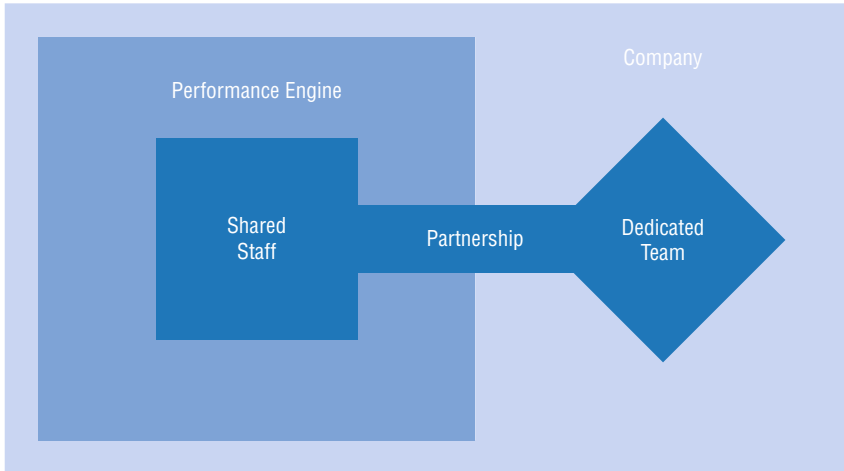 Company
Performance Engine
Shared
Staff
Partnership
Dedicated
Team